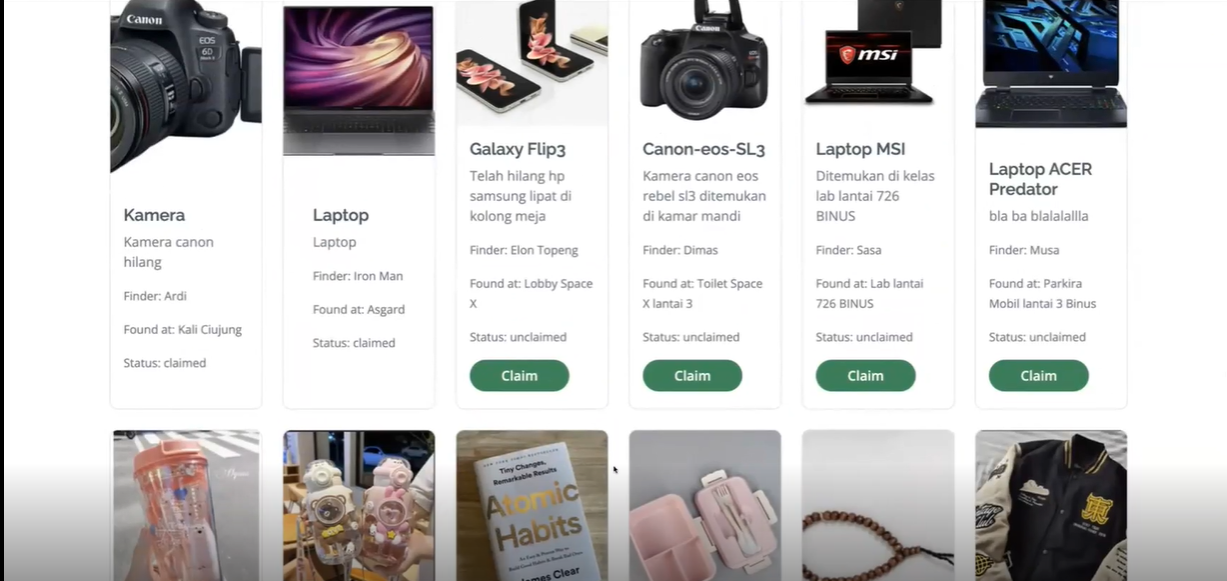 Canon
EOS
6D
Canon
msi
Kamera
Kamera canon
hilang
Finder: Ardi
Found at: Kali Ciujung
Status: claimed
Laptop
Laptop
Finder: Iron Man
Found at: Asgard
Status: claimed
Galaxy Flip3
Telah hilang hp
samsung lipat di
kolong meja
Finder: Elon Topeng
Found at: Lobby Space
X
Status: unclaimed
Claim
Canon-eos-SL3
Kamera canon eos
rebel sl3 ditemukan
di kamar mandi
Finder: Dimas
Found at: Toilet Space
X lantai 3
Status: unclaimed
Claim
Laptop MSI
Ditemukan di kelas
lab lantai 726
BINUS
Finder: Sasa
Found at: Lab lantai
726 BINUS
Status: unclaimed
Claim
Laptop ACER
Predator
bla ba blalalallla
Finder: Musa
Found at: Parkira
Mobil lantai 3 Binus
Status: unclaimed
Claim
Tiny Changes,
Remarkable Results
Atomic
Habits
James Clear